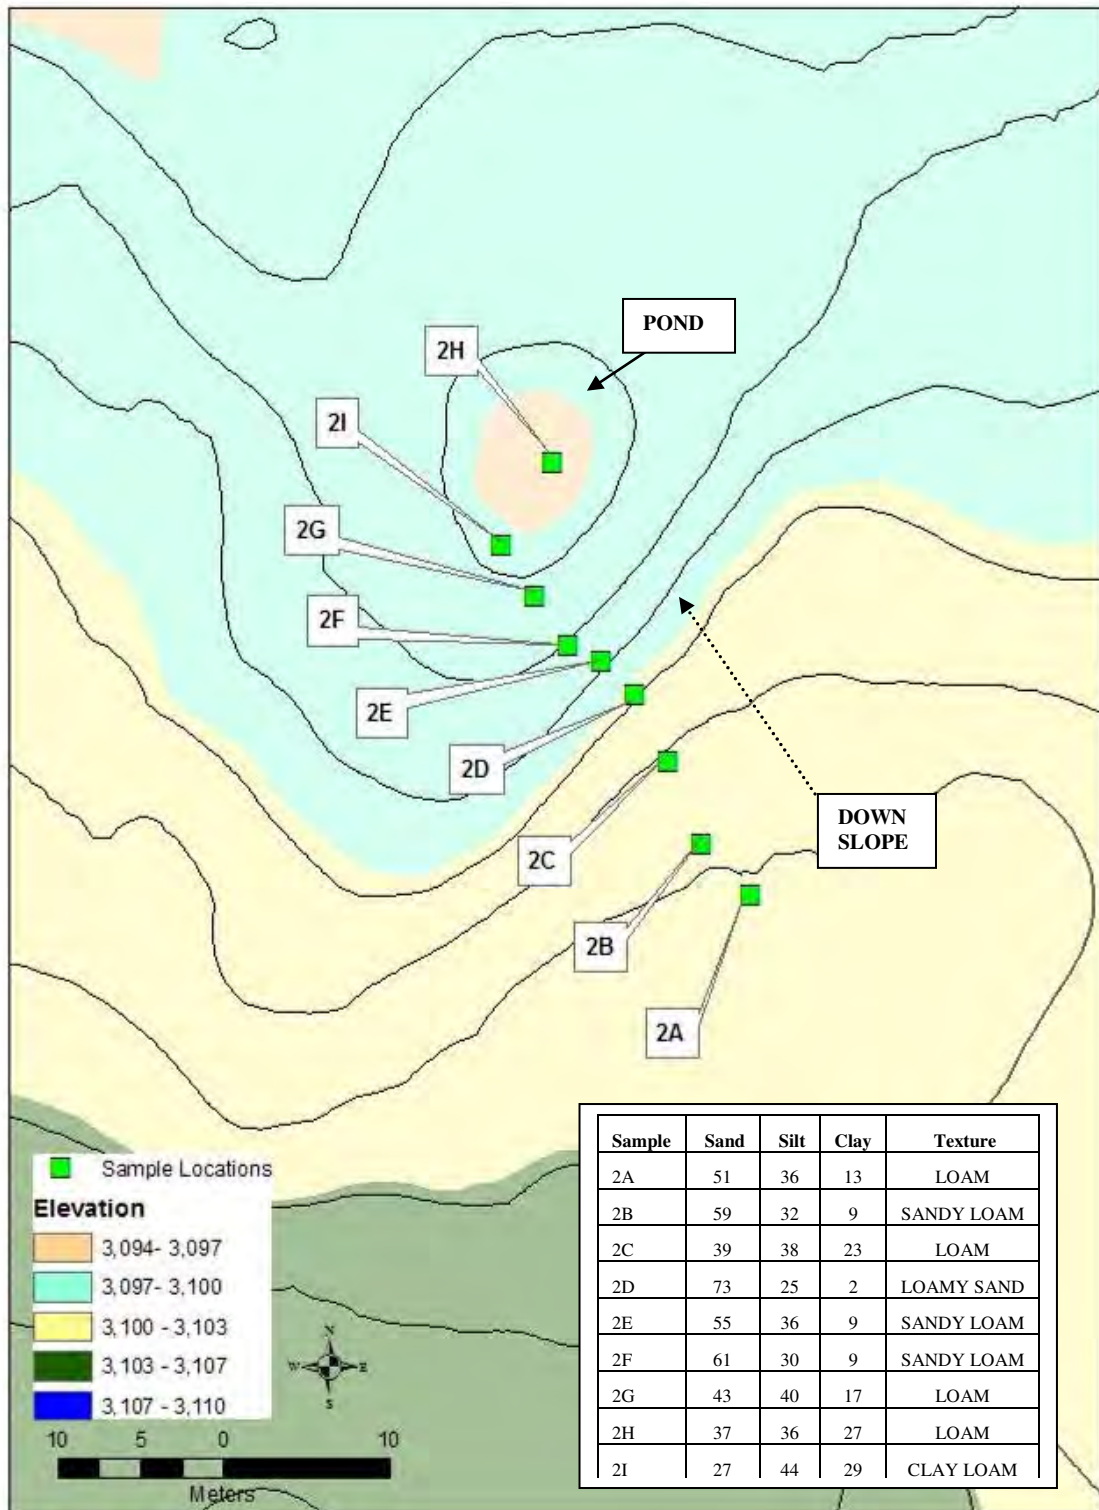 POND
2H
2I
2G
2F
2E
2D
DOWN
SLOPE
2C
2B
2A
Sample Locations
Elevation
3,094- 3,097
3,097- 3,100
3,100 - 3,103
3,103 - 3,107
3,107 - 3,110
N
W E
S
10 5 0 10
Meters
Sample Sand Silt Clay Texture
2A 51 36 13 LOAM
2B 59 32 9 SANDY LOAM
2C 39 38 23 LOAM
2D 73 25 2 LOAMY SAND
2E 55 36 9 SANDY LOAM
2F 61 30 9 SANDY LOAM
2G 43 40 17 LOAM
2H 37 36 27 LOAM
2I 27 44 29 CLAY LOAM